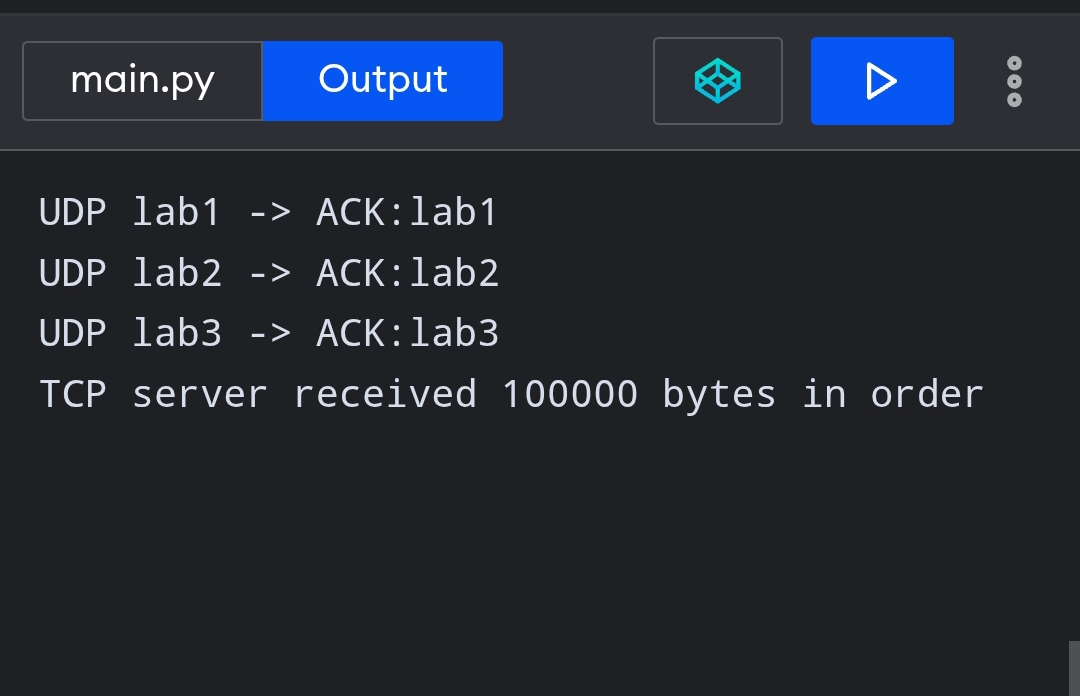 main.py Output
UDP lab1 -> ACK:lab1
UDP lab2 -> ACK:lab2
UDP lab3 -> ACK:lab3
TCP server received 100000 bytes in order